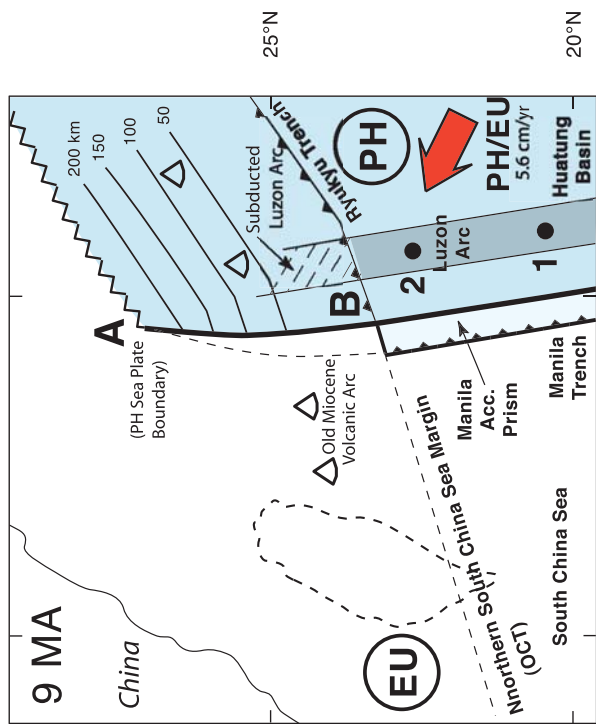 9 MA
China
A
(PH Sea Plate
Boundary)
200 km
150
100
50
25°N
Subducted
Luzon Arc
Ryukyu Trench
PH
PH/EU
5.6 cm/yr
B
2
Luzon
Arc
1
Huatung
Basin
20°N
Old Miocene
Volcanic Arc
Manila
Acc.
Prism
Manila
Trench
EU
Nnorthern South China Sea Margin
(OCT)
South China Sea